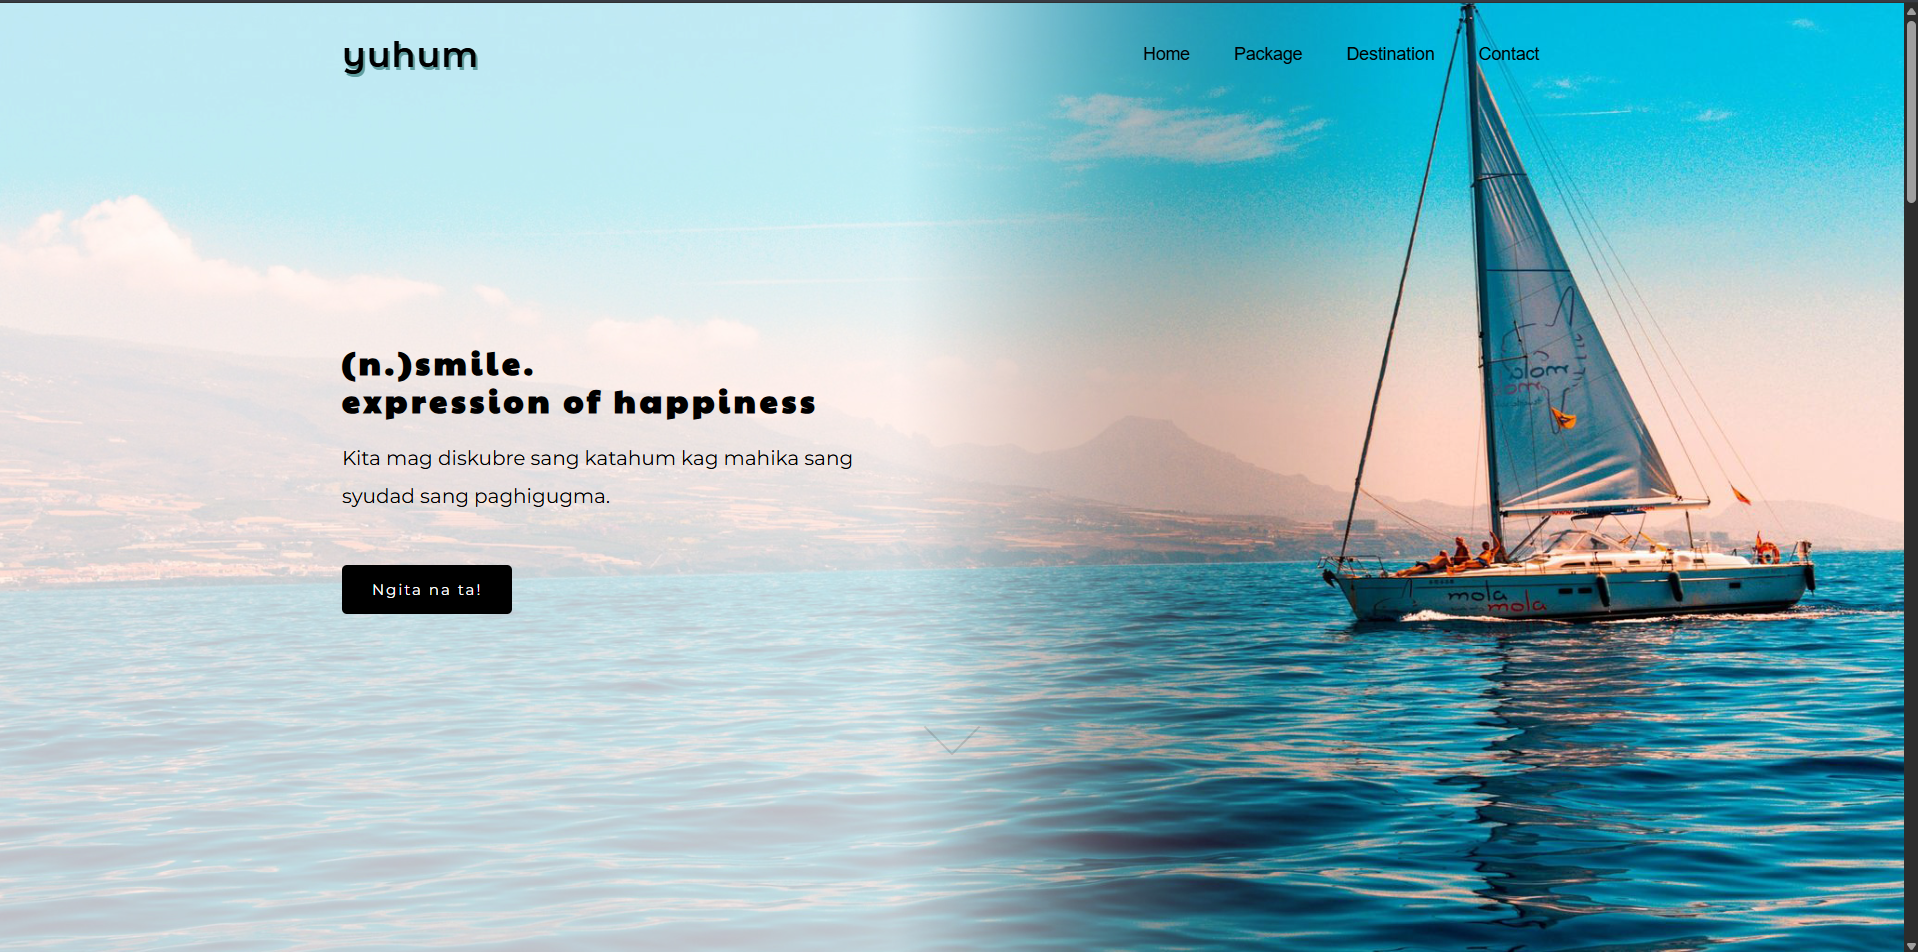 yuhum
Home Package Destination Contact
(n.)smile.
expression of happiness
Kita mag diskubre sang katahum kag mahika sang
syudad sang paghigugma.
Ngita na ta!
mola
mola